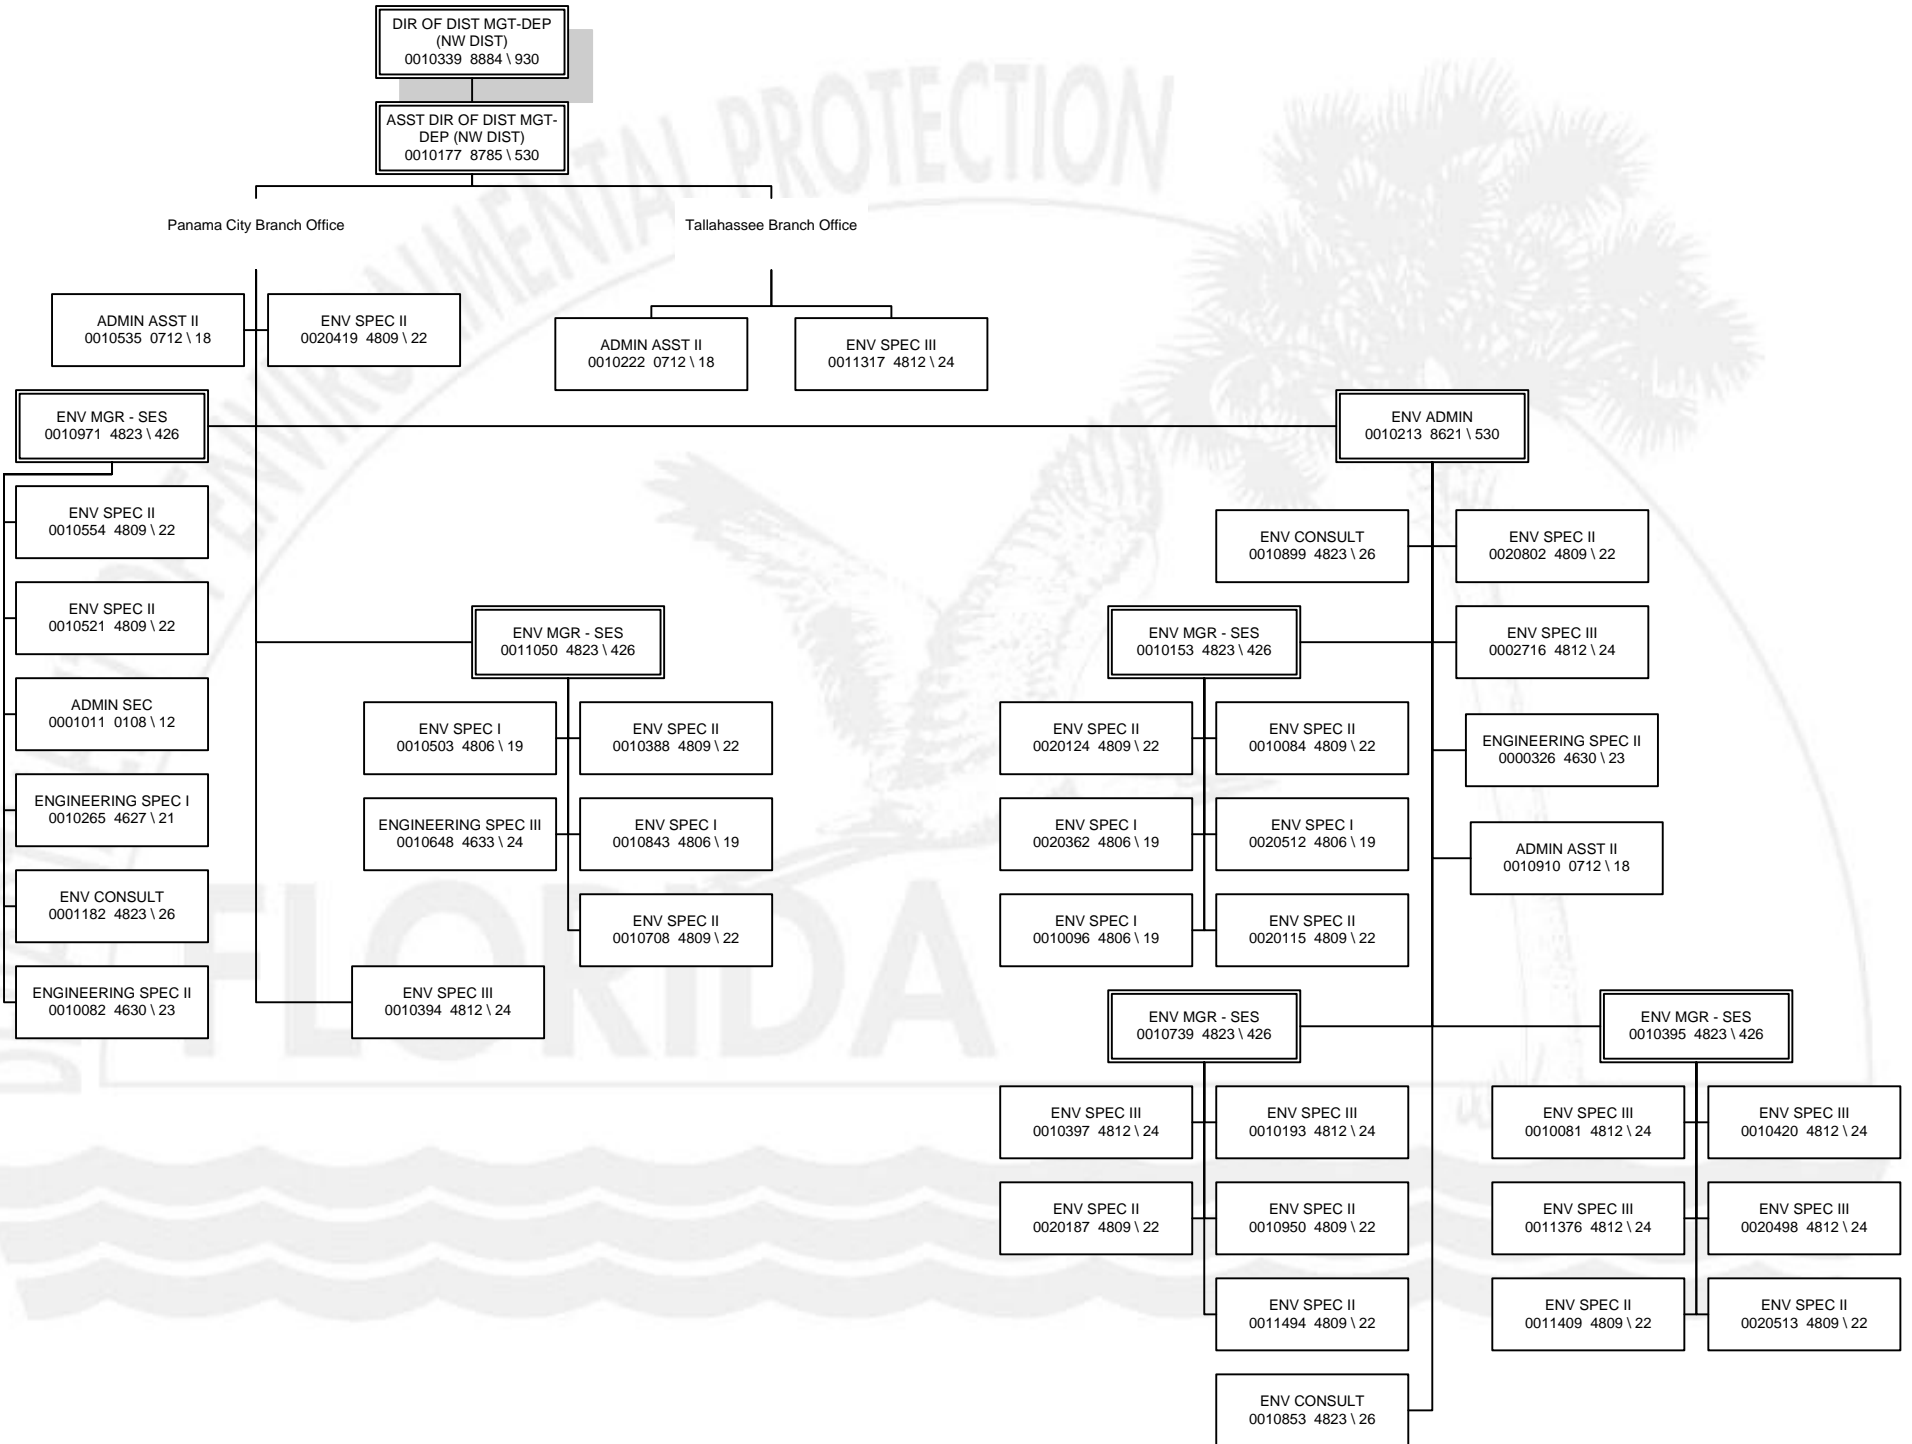 DIR OF DIST MGT-DEP
(NW DIST)
0010339 8884 \ 930
ASST DIR OF DIST MGT-
DEP (NW DIST)
0010177 8785 \ 530
Panama City Branch Office
Tallahassee Branch Office
ADMIN ASST II
0010535 0712 \ 18
ENV SPEC II
0020419 4809 \ 22
ADMIN ASST II
0010222 0712 \ 18
ENV SPEC III
0011317 4812 \ 24
ENV MGR - SES
0010971 4823 \ 426
ENV ADMIN
0010213 8621 \ 530
ENV SPEC II
0010554 4809 \ 22
ENV SPEC II
0010521 4809 \ 22
ADMIN SEC
0001011 0108 \ 12
ENGINEERING SPEC I
0010265 4627 \ 21
ENV CONSULT
0001182 4823 \ 26
ENGINEERING SPEC II
0010082 4630 \ 23
ENV MGR - SES
0011050 4823 \ 426
ENV SPEC I
0010503 4806 \ 19
ENV SPEC II
0010388 4809 \ 22
ENGINEERING SPEC III
0010648 4633 \ 24
ENV SPEC I
0010843 4806 \ 19
ENV SPEC II
0010708 4809 \ 22
ENV SPEC III
0010394 4812 \ 24
ENV CONSULT
0010899 4823 \ 26
ENV SPEC II
0020802 4809 \ 22
ENV MGR - SES
0010153 4823 \ 426
ENV SPEC III
0002716 4812 \ 24
ENV SPEC II
0020124 4809 \ 22
ENV SPEC II
0010084 4809 \ 22
ENGINEERING SPEC II
0000326 4630 \ 23
ENV SPEC I
0020362 4806 \ 19
ENV SPEC I
0020512 4806 \ 19
ADMIN ASST II
0010910 0712 \ 18
ENV SPEC I
0010096 4806 \ 19
ENV SPEC II
0020115 4809 \ 22
ENV MGR - SES
0010739 4823 \ 426
ENV MGR - SES
0010395 4823 \ 426
ENV SPEC III
0010397 4812 \ 24
ENV SPEC III
0010193 4812 \ 24
ENV SPEC III
0010081 4812 \ 24
ENV SPEC III
0010420 4812 \ 24
ENV SPEC II
0020187 4809 \ 22
ENV SPEC II
0010950 4809 \ 22
ENV SPEC III
0011376 4812 \ 24
ENV SPEC III
0020498 4812 \ 24
ENV SPEC II
0011494 4809 \ 22
ENV SPEC II
0011409 4809 \ 22
ENV SPEC II
0020513 4809 \ 22
ENV CONSULT
0010853 4823 \ 26
ENVIRONMENTAL PROTECTION
FLORIDA